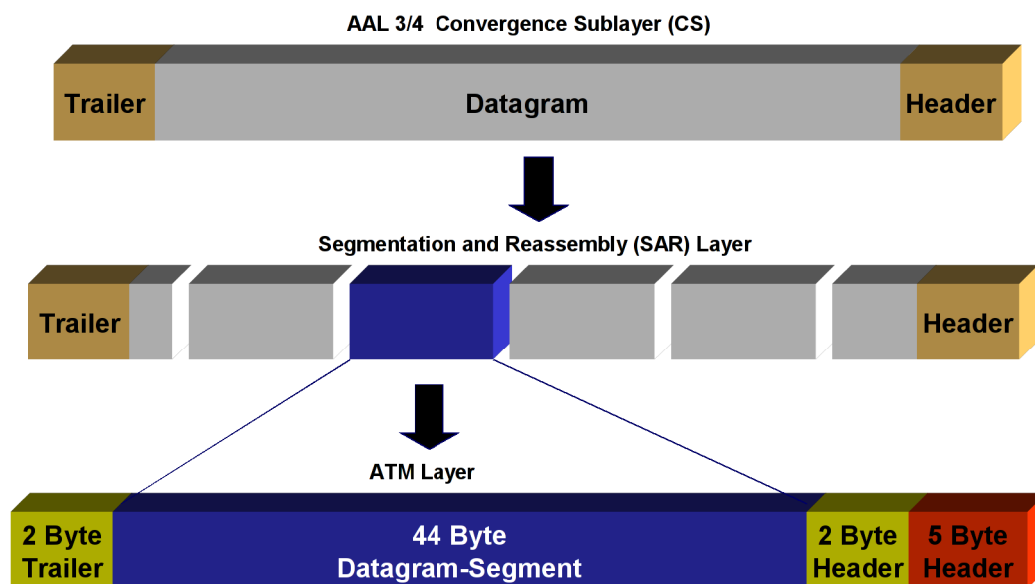 AAL 3/4 Convergence Sublayer (CS)
Trailer Datagram Header
Segmentation and Reassembly (SAR) Layer
Trailer Header
ATM Layer
2 Byte 44 Byte 2 Byte 5 Byte
Trailer Datagram-Segment Header Header